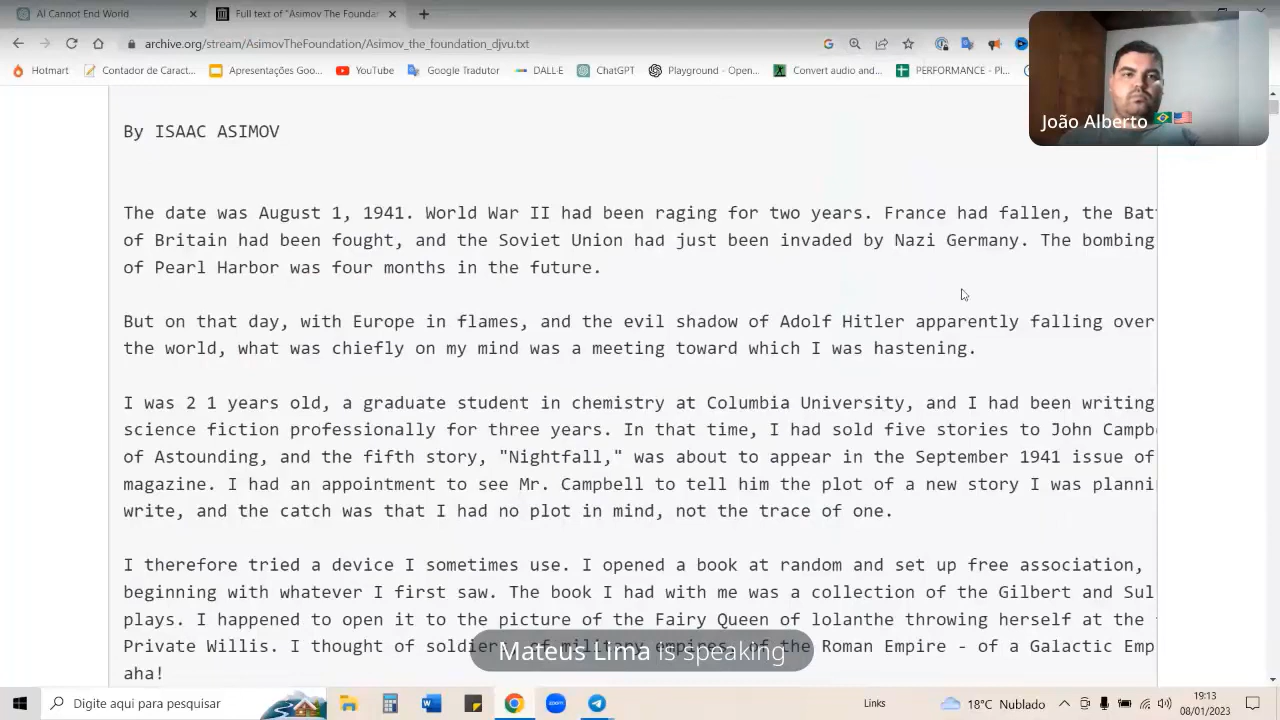 AI Cannot End World
Full text of "Asimov The Foundat
archive.org/stream/AsimovTheFoundation/Asimov_the_foundation_djvu.txt
Hotmart
Contador de Caract...
Apresentações Goo...
YouTube
Google Tradutor
DALL·E
ChatGPT
Playground - Open...
Convert audio and...
PERFORMANCE - Pl...
João Alberto
By ISAAC ASIMOV
The date was August 1, 1941. World War II had been raging for two years. France had fallen, the Bat
of Britain had been fought, and the Soviet Union had just been invaded by Nazi Germany. The bombing
of Pearl Harbor was four months in the future.
But on that day, with Europe in flames, and the evil shadow of Adolf Hitler apparently falling over
the world, what was chiefly on my mind was a meeting toward which I was hastening.
I was 2 1 years old, a graduate student in chemistry at Columbia University, and I had been writing
science fiction professionally for three years. In that time, I had sold five stories to John Campb
of Astounding, and the fifth story, "Nightfall," was about to appear in the September 1941 issue of
magazine. I had an appointment to see Mr. Campbell to tell him the plot of a new story I was planni
write, and the catch was that I had no plot in mind, not the trace of one.
I therefore tried a device I sometimes use. I opened a book at random and set up free association,
beginning with whatever I first saw. The book I had with me was a collection of the Gilbert and Sul
plays. I happened to open it to the picture of the Fairy Queen of lolanthe throwing herself at the
Private Willis. I thought of soldiers, of military empires, of the Roman Empire - of a Galactic Emp
aha!
Mateus Lima is speaking
Digite aqui para pesquisar
Links
18°C Nublado
19:13
08/01/2023